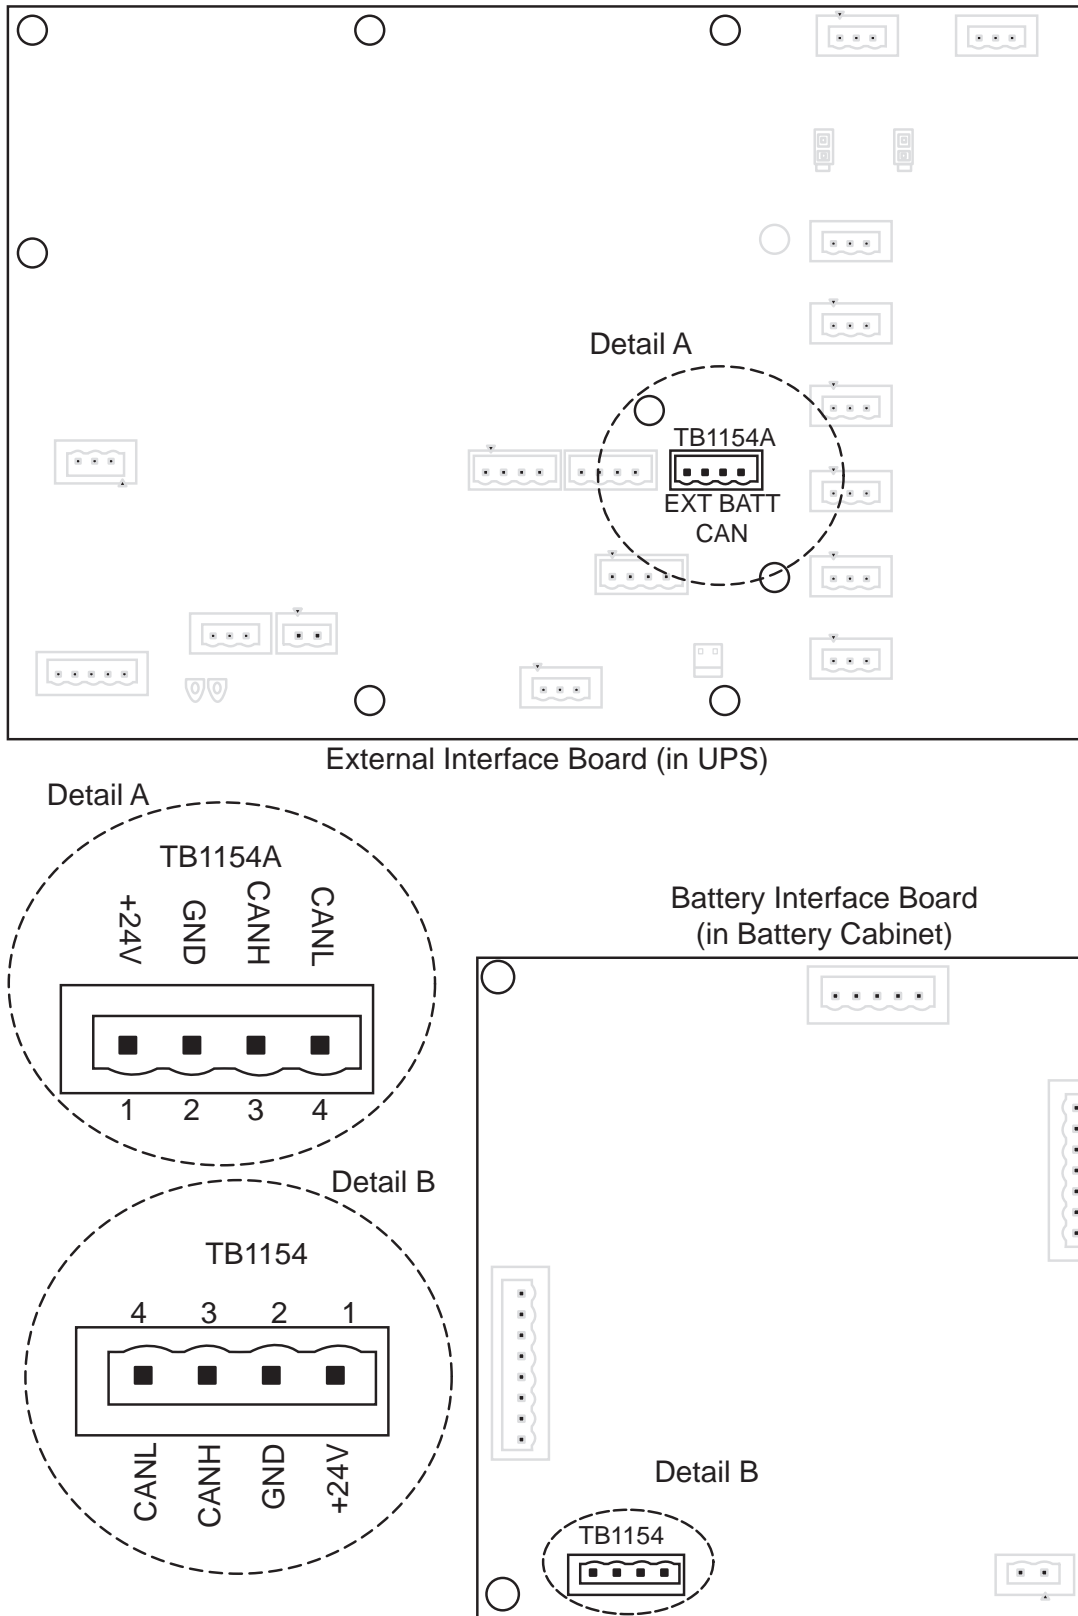 Detail A
TB1154A
EXT BATT
CAN
External Interface Board (in UPS)
Detail A
TB1154A
+24V GND CANH CANL
1 2 3 4
Battery Interface Board
(in Battery Cabinet)
Detail B
TB1154
4 3 2 1
CANL CANH GND +24V
Detail B
TB1154